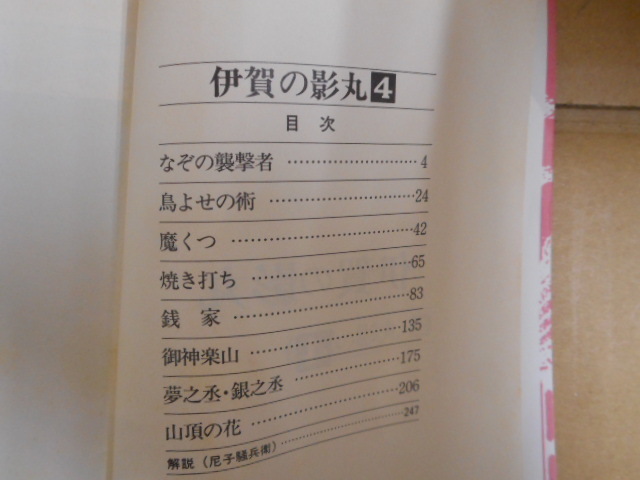 伊賀の影丸4
目次
なぞの襲撃者 ……………………4
鳥よせの術 ……………………24
魔くつ ……………………42
焼き打ち ……………………65
銭家 ……………………83
御神楽山 ……………………135
夢之丞・銀之丞 ……………………175
山頂の花 ……………………206
解説（尼子騒兵衛） ……………………247